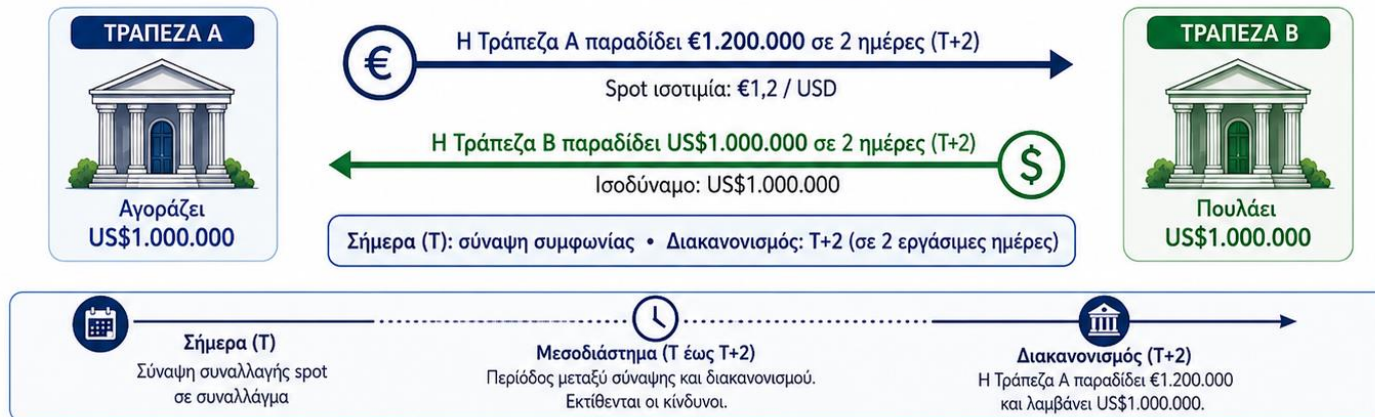 ΤΡΑΠΕΖΑ Α
Αγοράζει
US$1.000.000
€
Η Τράπεζα Α παραδίδει €1.200.000 σε 2 ημέρες (T+2)
Spot ισοτιμία: €1,2 / USD
Η Τράπεζα Β παραδίδει US$1.000.000 σε 2 ημέρες (T+2)
$
Ισοδύναμο: US$1.000.000
Σήμερα (T): σύναψη συμφωνίας • Διακανονισμός: T+2 (σε 2 εργάσιμες ημέρες)
ΤΡΑΠΕΖΑ Β
Πουλάει
US$1.000.000
Σήμερα (T)
Σύναψη συναλλαγής spot
σε συναλλάγμα
Μεσοδιάστημα (T έως T+2)
Περίοδος μεταξύ σύναψης και διακανονισμού.
Εκτίθενται οι κίνδυνοι.
Διακανονισμός (T+2)
Η Τράπεζα Α παραδίδει €1.200.000
και λαμβάνει US$1.000.000.